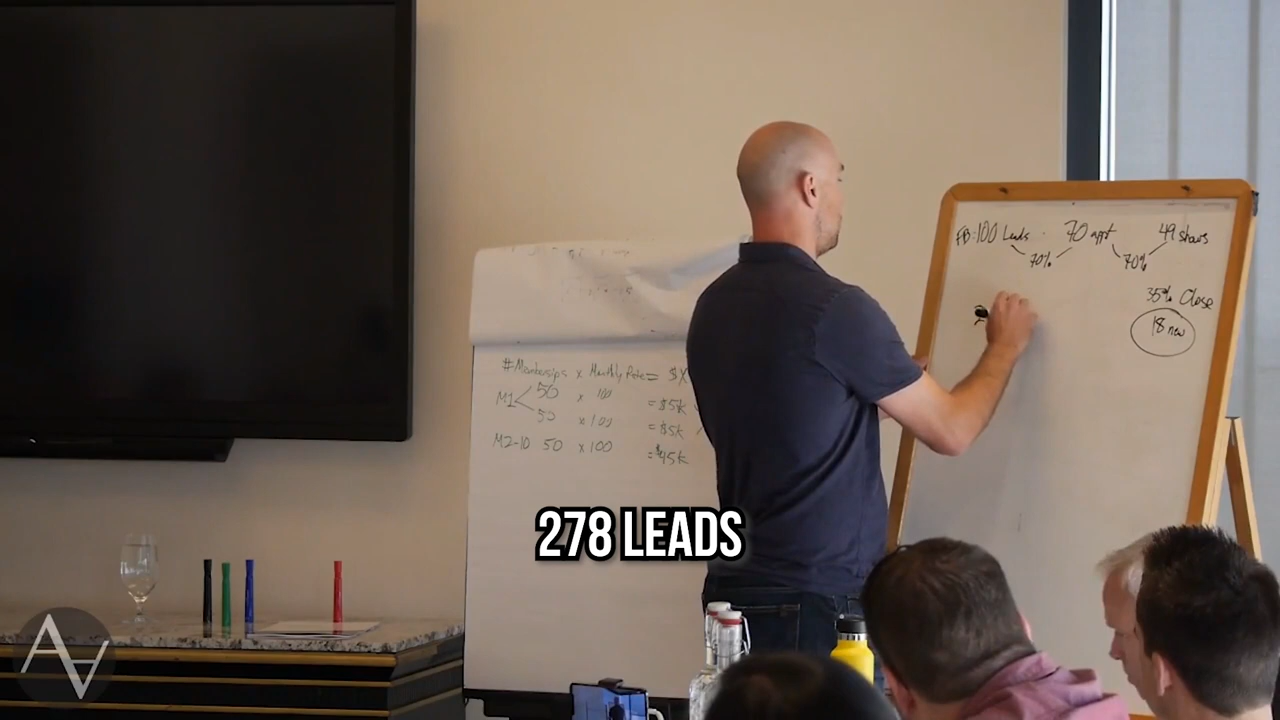 #Memberships x Monthly Rate = $X
M1 < 50 x 100 = $5K
50 x 100 = $5K
M2-10 50 x 100 = $45K
FB: 100 Leads 70 appt 49 shows
70% 70%
35% Close
18 new
2
278 LEADS